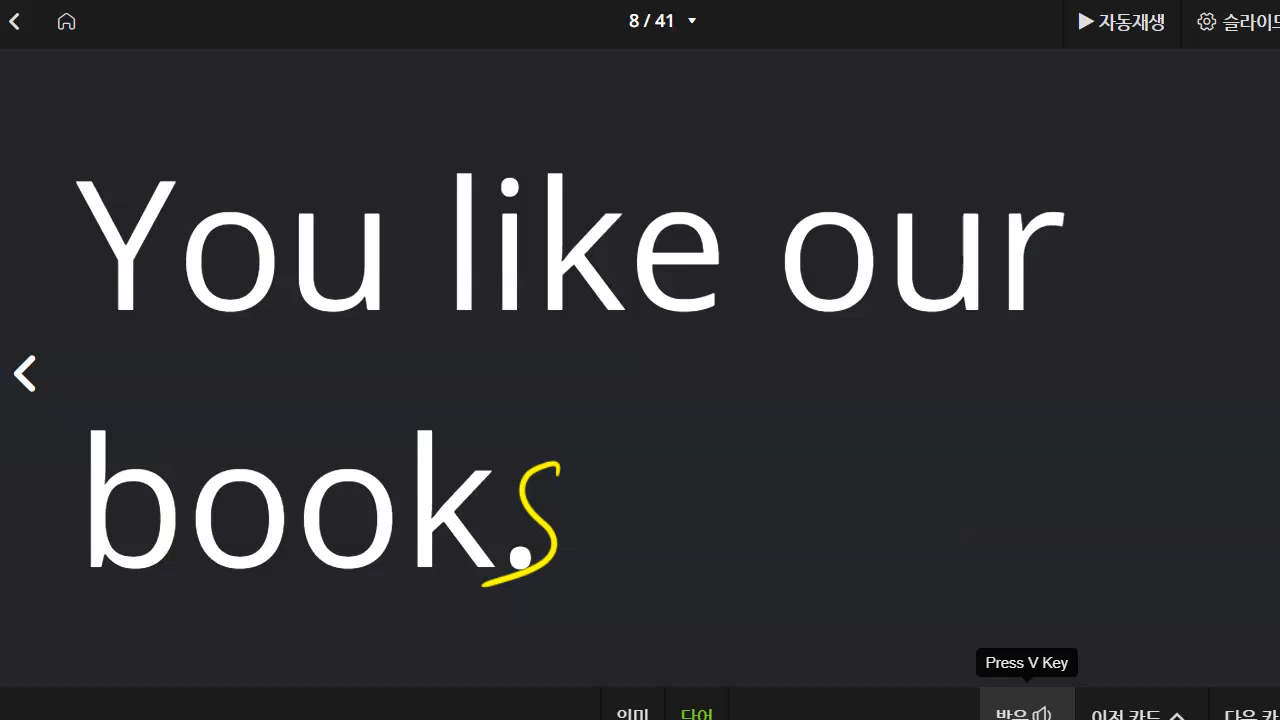 8 / 41
자동재생
You like our
book.s
Press V Key
의미 단어 발음 이전 카드